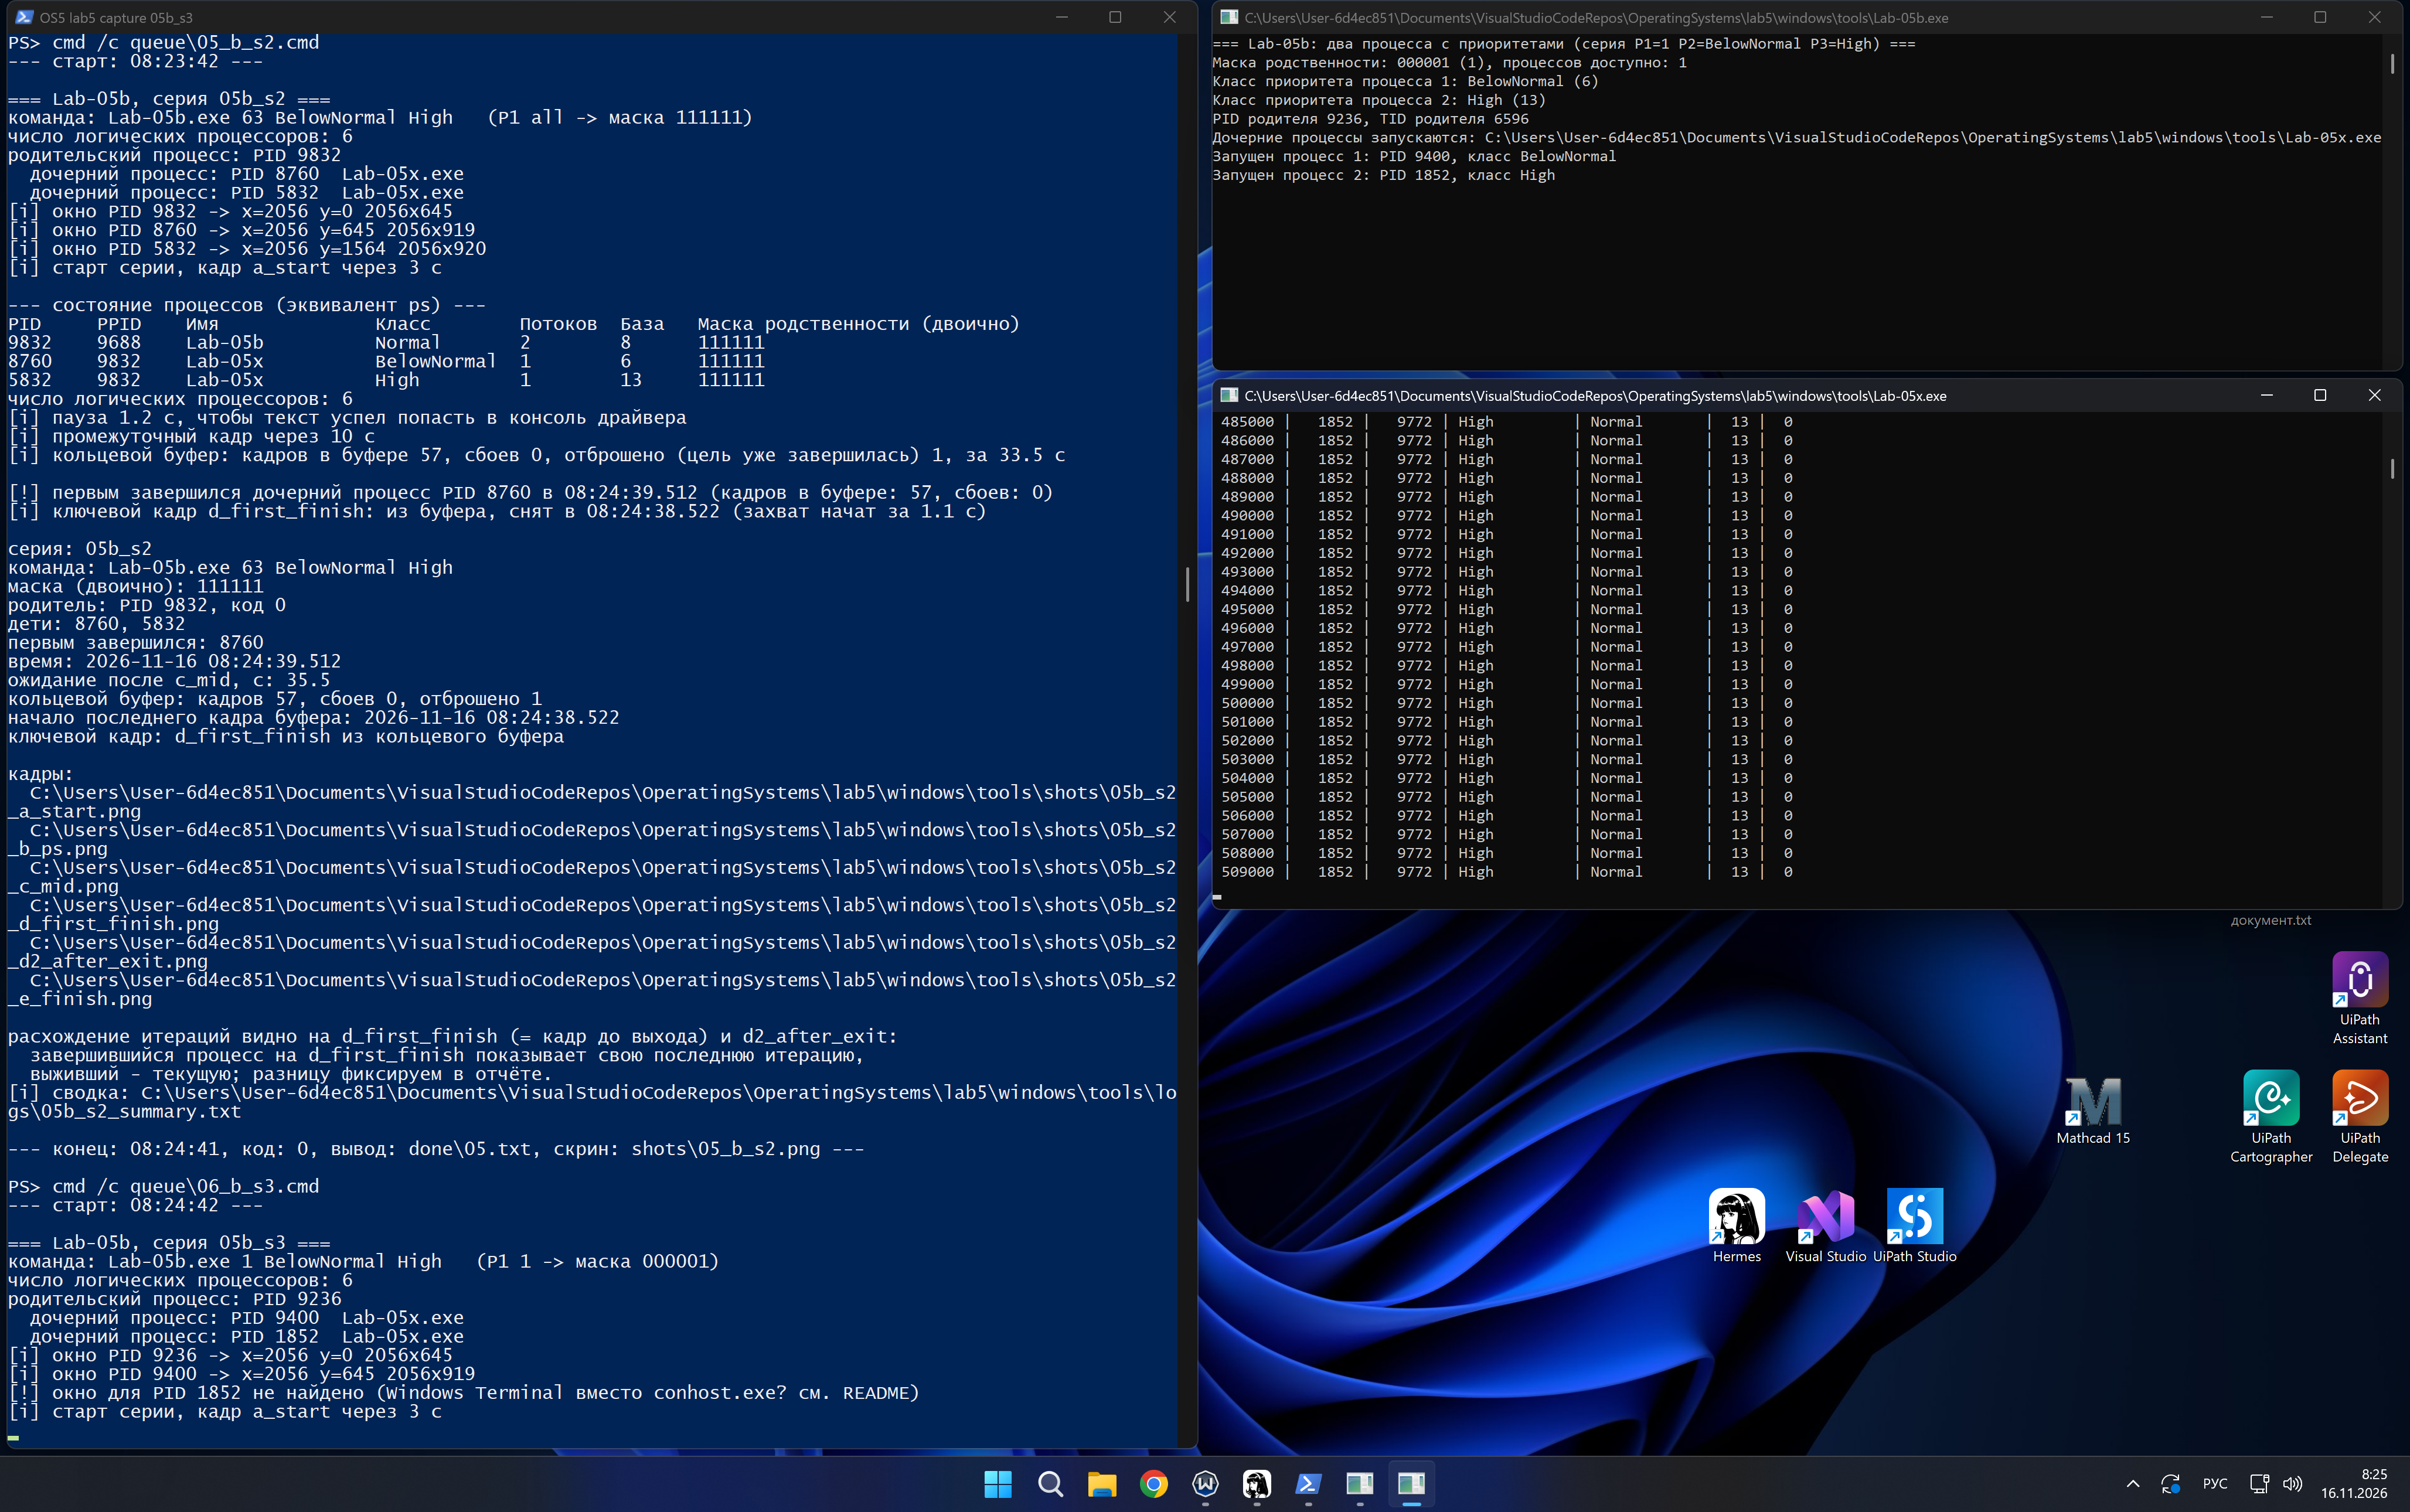 OS5 lab5 capture 05b_s3
PS> cmd /c queue\05_b_s2.cmd
--- старт: 08:23:42 ---
=== Lab-05b, серия 05b_s2 ===
команда: Lab-05b.exe 63 BelowNormal High   (P1 all -> маска 111111)
число логических процессоров: 6
родительский процесс: PID 9832
  дочерний процесс: PID 8760  Lab-05x.exe
  дочерний процесс: PID 5832  Lab-05x.exe
[i] окно PID 9832 -> x=2056 y=0 2056x645
[i] окно PID 8760 -> x=2056 y=645 2056x919
[i] окно PID 5832 -> x=2056 y=1564 2056x920
[i] старт серии, кадр a_start через 3 с
--- состояние процессов (эквивалент ps) ---
PID     PPID    Имя              Класс        Потоков  База   Маска родственности (двоично)
9832    9688    Lab-05b          Normal       2        8      111111
8760    9832    Lab-05x          BelowNormal  1        6      111111
5832    9832    Lab-05x          High         1        13     111111
число логических процессоров: 6
[i] пауза 1.2 с, чтобы текст успел попасть в консоль драйвера
[i] промежуточный кадр через 10 с
[i] кольцевой буфер: кадров в буфере 57, сбоев 0, отброшено (цель уже завершилась) 1, за 33.5 с
[!] первым завершился дочерний процесс PID 8760 в 08:24:39.512 (кадров в буфере: 57, сбоев: 0)
[i] ключевой кадр d_first_finish: из буфера, снят в 08:24:38.522 (захват начат за 1.1 с)
серия: 05b_s2
команда: Lab-05b.exe 63 BelowNormal High
маска (двоично): 111111
родитель: PID 9832, код 0
дети: 8760, 5832
первым завершился: 8760
время: 2026-11-16 08:24:39.512
ожидание после c_mid, с: 35.5
кольцевой буфер: кадров 57, сбоев 0, отброшено 1
начало последнего кадра буфера: 2026-11-16 08:24:38.522
ключевой кадр: d_first_finish из кольцевого буфера
кадры:
  C:\Users\User-6d4ec851\Documents\VisualStudioCodeRepos\OperatingSystems\lab5\windows\tools\shots\05b_s2
_a_start.png
  C:\Users\User-6d4ec851\Documents\VisualStudioCodeRepos\OperatingSystems\lab5\windows\tools\shots\05b_s2
_b_ps.png
  C:\Users\User-6d4ec851\Documents\VisualStudioCodeRepos\OperatingSystems\lab5\windows\tools\shots\05b_s2
_c_mid.png
  C:\Users\User-6d4ec851\Documents\VisualStudioCodeRepos\OperatingSystems\lab5\windows\tools\shots\05b_s2
_d_first_finish.png
  C:\Users\User-6d4ec851\Documents\VisualStudioCodeRepos\OperatingSystems\lab5\windows\tools\shots\05b_s2
_d2_after_exit.png
  C:\Users\User-6d4ec851\Documents\VisualStudioCodeRepos\OperatingSystems\lab5\windows\tools\shots\05b_s2
_e_finish.png
расхождение итераций видно на d_first_finish (= кадр до выхода) и d2_after_exit:
  завершившийся процесс на d_first_finish показывает свою последнюю итерацию,
  выживший - текущую; разницу фиксируем в отчёте.
[i] сводка: C:\Users\User-6d4ec851\Documents\VisualStudioCodeRepos\OperatingSystems\lab5\windows\tools\lo
gs\05b_s2_summary.txt
--- конец: 08:24:41, код: 0, вывод: done\05.txt, скрин: shots\05_b_s2.png ---
PS> cmd /c queue\06_b_s3.cmd
--- старт: 08:24:42 ---
=== Lab-05b, серия 05b_s3 ===
команда: Lab-05b.exe 1 BelowNormal High   (P1 1 -> маска 000001)
число логических процессоров: 6
родительский процесс: PID 9236
  дочерний процесс: PID 9400  Lab-05x.exe
  дочерний процесс: PID 1852  Lab-05x.exe
[i] окно PID 9236 -> x=2056 y=0 2056x645
[i] окно PID 9400 -> x=2056 y=645 2056x919
[!] окно для PID 1852 не найдено (Windows Terminal вместо conhost.exe? см. README)
[i] старт серии, кадр a_start через 3 с
C:\Users\User-6d4ec851\Documents\VisualStudioCodeRepos\OperatingSystems\lab5\windows\tools\Lab-05b.exe
=== Lab-05b: два процесса с приоритетами (серия P1=1 P2=BelowNormal P3=High) ===
Маска родственности: 000001 (1), процессов доступно: 1
Класс приоритета процесса 1: BelowNormal (6)
Класс приоритета процесса 2: High (13)
PID родителя 9236, TID родителя 6596
Дочерние процессы запускаются: C:\Users\User-6d4ec851\Documents\VisualStudioCodeRepos\OperatingSystems\lab5\windows\tools\Lab-05x.exe
Запущен процесс 1: PID 9400, класс BelowNormal
Запущен процесс 2: PID 1852, класс High
C:\Users\User-6d4ec851\Documents\VisualStudioCodeRepos\OperatingSystems\lab5\windows\tools\Lab-05x.exe
485000 |   1852 |   9772 | High         | Normal       |  13 |  0
486000 |   1852 |   9772 | High         | Normal       |  13 |  0
487000 |   1852 |   9772 | High         | Normal       |  13 |  0
488000 |   1852 |   9772 | High         | Normal       |  13 |  0
489000 |   1852 |   9772 | High         | Normal       |  13 |  0
490000 |   1852 |   9772 | High         | Normal       |  13 |  0
491000 |   1852 |   9772 | High         | Normal       |  13 |  0
492000 |   1852 |   9772 | High         | Normal       |  13 |  0
493000 |   1852 |   9772 | High         | Normal       |  13 |  0
494000 |   1852 |   9772 | High         | Normal       |  13 |  0
495000 |   1852 |   9772 | High         | Normal       |  13 |  0
496000 |   1852 |   9772 | High         | Normal       |  13 |  0
497000 |   1852 |   9772 | High         | Normal       |  13 |  0
498000 |   1852 |   9772 | High         | Normal       |  13 |  0
499000 |   1852 |   9772 | High         | Normal       |  13 |  0
500000 |   1852 |   9772 | High         | Normal       |  13 |  0
501000 |   1852 |   9772 | High         | Normal       |  13 |  0
502000 |   1852 |   9772 | High         | Normal       |  13 |  0
503000 |   1852 |   9772 | High         | Normal       |  13 |  0
504000 |   1852 |   9772 | High         | Normal       |  13 |  0
505000 |   1852 |   9772 | High         | Normal       |  13 |  0
506000 |   1852 |   9772 | High         | Normal       |  13 |  0
507000 |   1852 |   9772 | High         | Normal       |  13 |  0
508000 |   1852 |   9772 | High         | Normal       |  13 |  0
509000 |   1852 |   9772 | High         | Normal       |  13 |  0
документ.txt
UiPath
Assistant
Mathcad 15
UiPath
Cartographer
UiPath
Delegate
Hermes
Visual Studio
UiPath Studio
РУС
8:25
16.11.2026